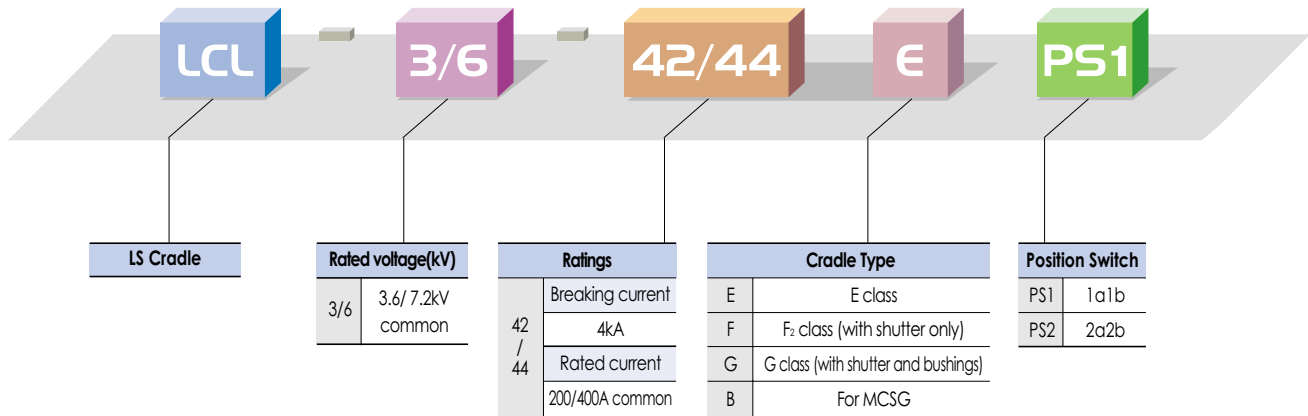 LCL 3/6 42/44 E PS1
LS Cradle
Rated voltage(kV)
3/6
3.6/ 7.2kV
common
Ratings
42
/
44
Breaking current
4kA
Rated current
200/400A common
Cradle Type
E E class
F F₂ class (with shutter only)
G G class (with shutter and bushings)
B For MCSG
Position Switch
PS1 1a1b
PS2 2a2b